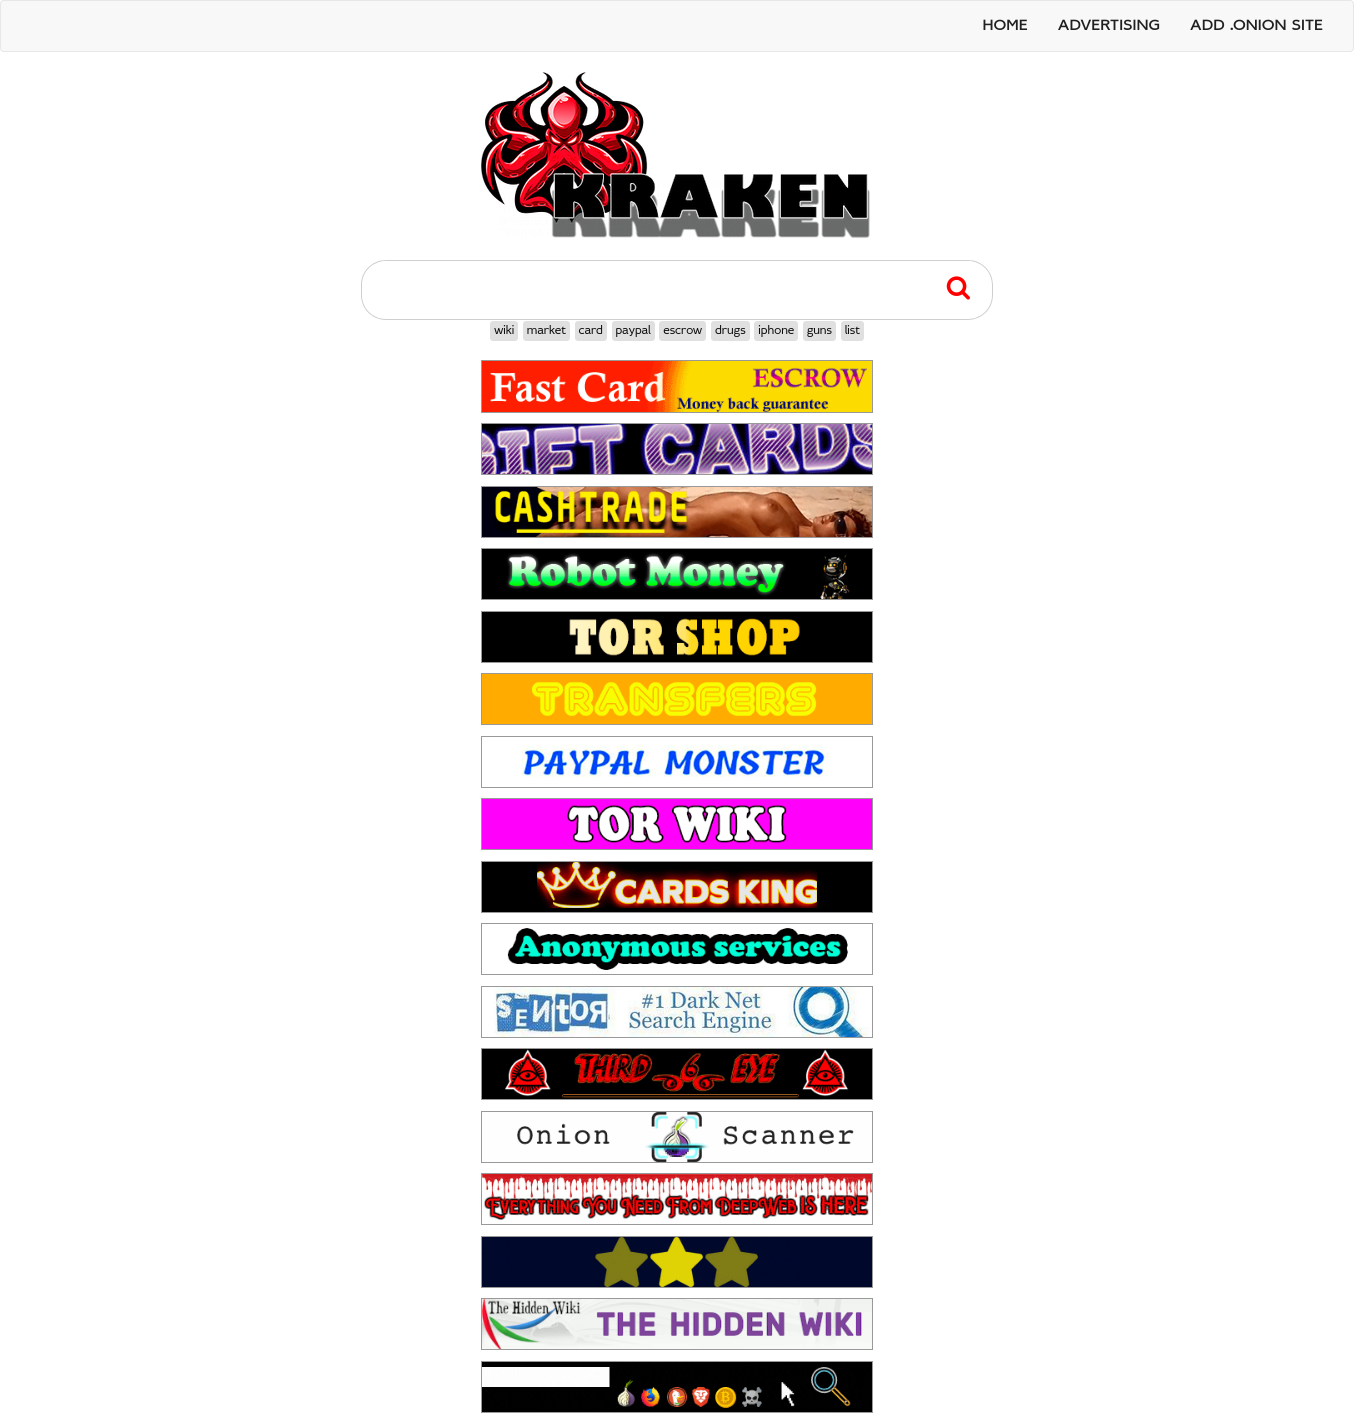 HOME ADVERTISING ADD .ONION SITE
KRAKEN
wiki market card paypal escrow drugs iphone guns list
Fast Card ESCROW
Money back guarantee
GIFT CARDS
CASHTRADE
Robot Money
TOR SHOP
TRANSFERS
PAYPAL MONSTER
TOR WIKI
CARDS KING
Anonymous services
SENTOR #1 Dark Net
Search Engine
THIRD 6 EYE
Onion Scanner
EVERYTHING YOU NEED FROM DEEPWEB IS HERE
The Hidden Wiki THE HIDDEN WIKI